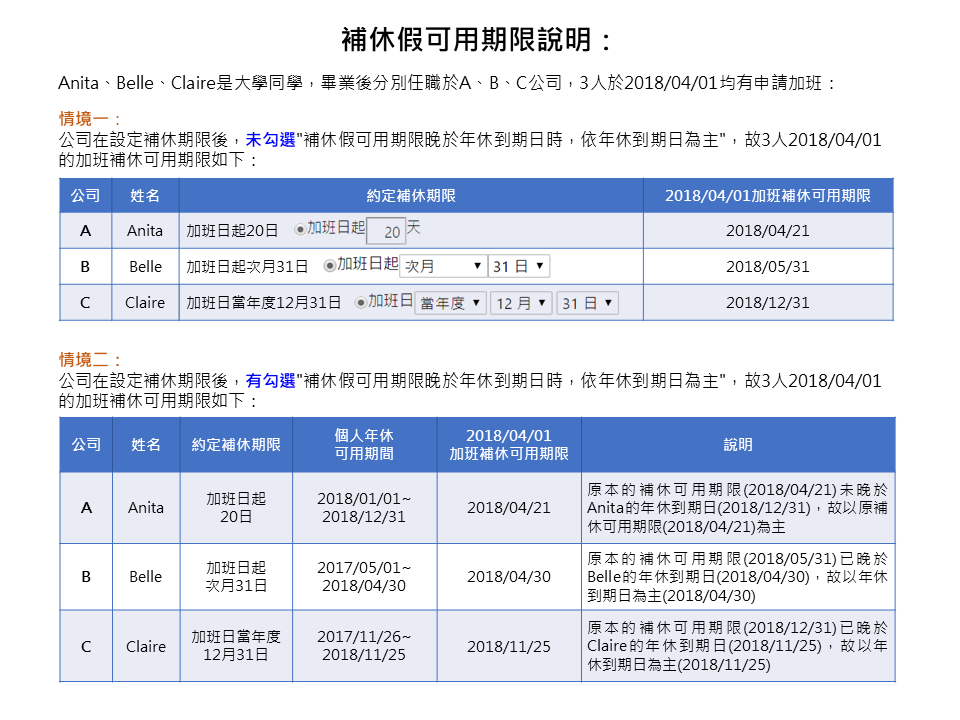 補休假可用期限說明：
Anita、Belle、Claire是大學同學，畢業後分別任職於A、B、C公司，3人於2018/04/01均有申請加班：
情境一：
公司在設定補休期限後，未勾選"補休假可用期限晚於年休到期日時，依年休到期日為主"，故3人2018/04/01
的加班補休可用期限如下：
公司 姓名 約定補休期限 2018/04/01加班補休可用期限
A Anita 加班日起20日 加班日起 20 天 2018/04/21
B Belle 加班日起次月31日 加班日起 次月 31 日 2018/05/31
C Claire 加班日當年度12月31日 加班日 當年度 12 月 31 日 2018/12/31
情境二：
公司在設定補休期限後，有勾選"補休假可用期限晚於年休到期日時，依年休到期日為主"，故3人2018/04/01
的加班補休可用期限如下：
公司 姓名 約定補休期限
個人年休
可用期間
2018/04/01
加班補休可用期限
說明
A Anita
加班日起
20日
2018/01/01~
2018/12/31
2018/04/21
原本的補休可用期限(2018/04/21)未晚於
Anita的年休到期日(2018/12/31)，故以原補
休可用期限(2018/04/21)為主
B Belle
加班日起
次月31日
2017/05/01~
2018/04/30
2018/04/30
原本的補休可用期限(2018/05/31)已晚於
Belle的年休到期日(2018/04/30)，故以年休
到期日為主(2018/04/30)
C Claire
加班日當年度
12月31日
2017/11/26~
2018/11/25
2018/11/25
原本的補休可用期限(2018/12/31)已晚於
Claire的年休到期日(2018/11/25)，故以年
休到期日為主(2018/11/25)